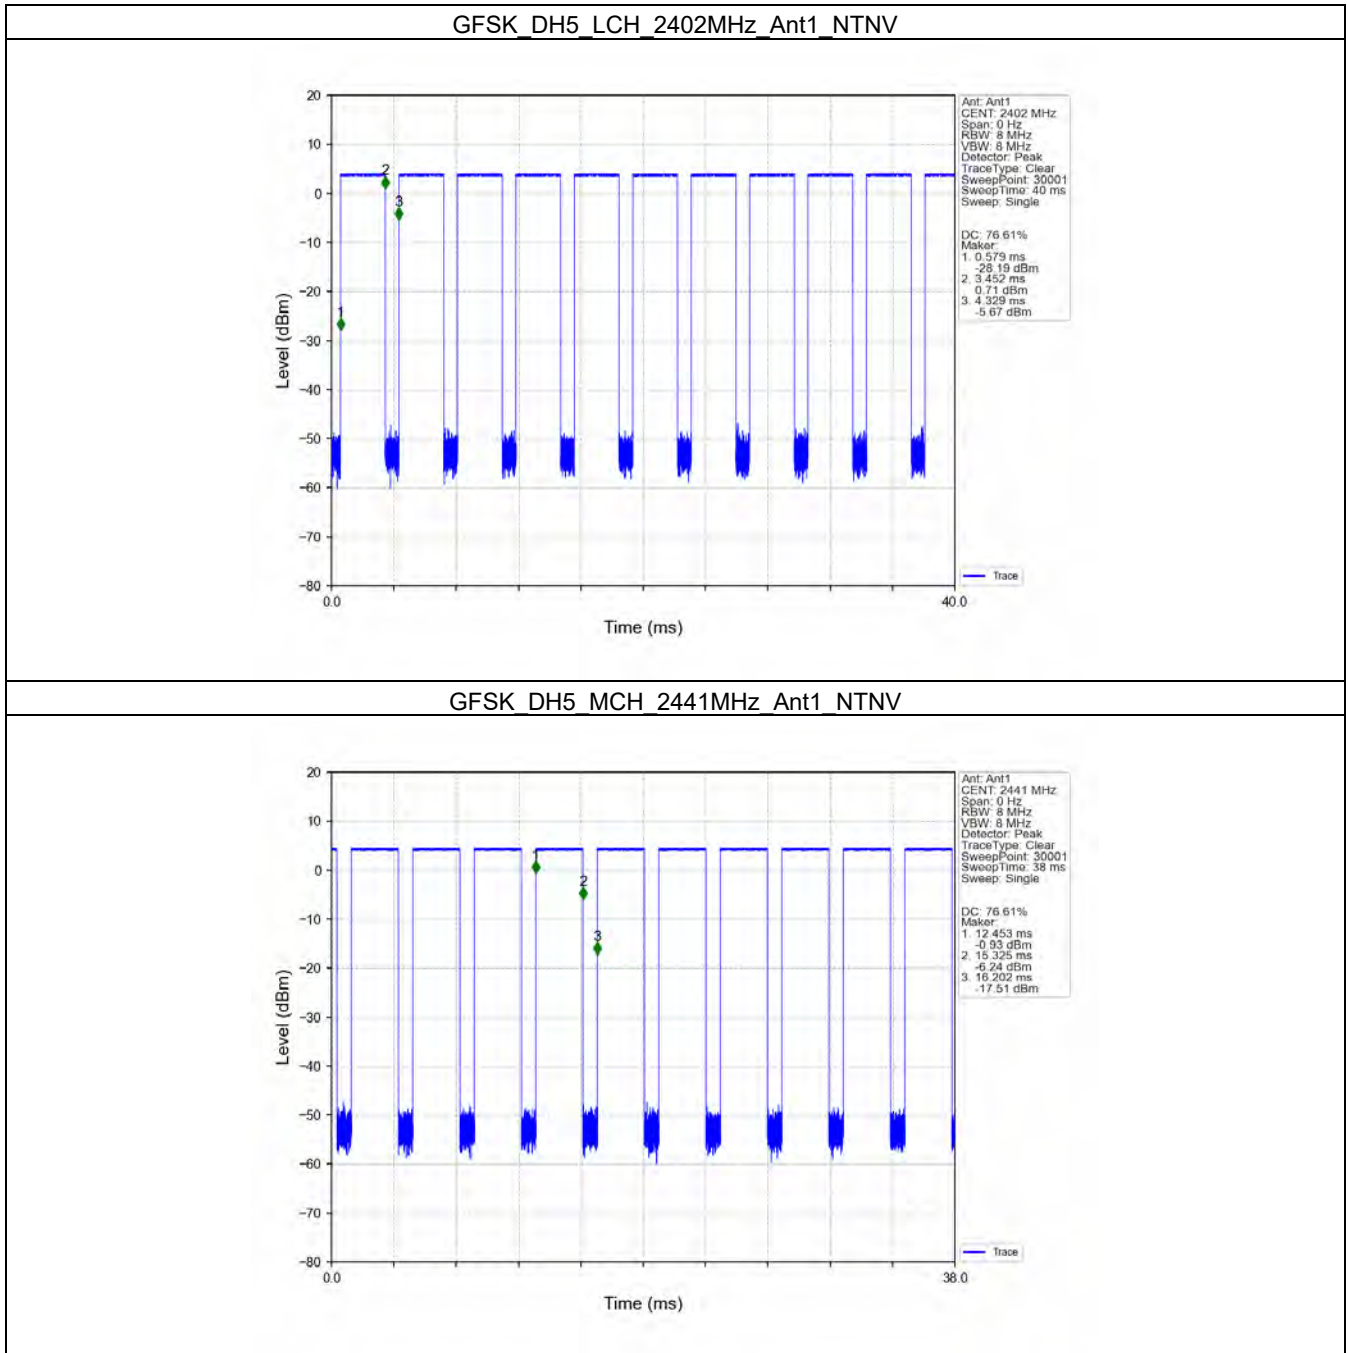 GFSK_DH5_LCH_2402MHz_Ant1_NTNV
20
10
0
−10
−20
−30
−40
−50
−60
−70
−80
Level (dBm)
1
2
3
0.0
40.0
Time (ms)
Ant: Ant1
CENT: 2402 MHz
Span: 0 Hz
RBW: 8 MHz
VBW: 8 MHz
Detector: Peak
TraceType: Clear
SweepPoint: 30001
SweepTime: 40 ms
Sweep: Single
DC: 76.61%
Maker:
1. 0.579 ms
-28.19 dBm
2. 3.452 ms
0.71 dBm
3. 4.329 ms
-5.67 dBm
Trace
GFSK_DH5_MCH_2441MHz_Ant1_NTNV
20
10
0
−10
−20
−30
−40
−50
−60
−70
−80
Level (dBm)
1
2
3
0.0
38.0
Time (ms)
Ant: Ant1
CENT: 2441 MHz
Span: 0 Hz
RBW: 8 MHz
VBW: 8 MHz
Detector: Peak
TraceType: Clear
SweepPoint: 30001
SweepTime: 38 ms
Sweep: Single
DC: 76.61%
Maker:
1. 12.453 ms
-0.93 dBm
2. 15.325 ms
-6.24 dBm
3. 16.202 ms
-17.51 dBm
Trace